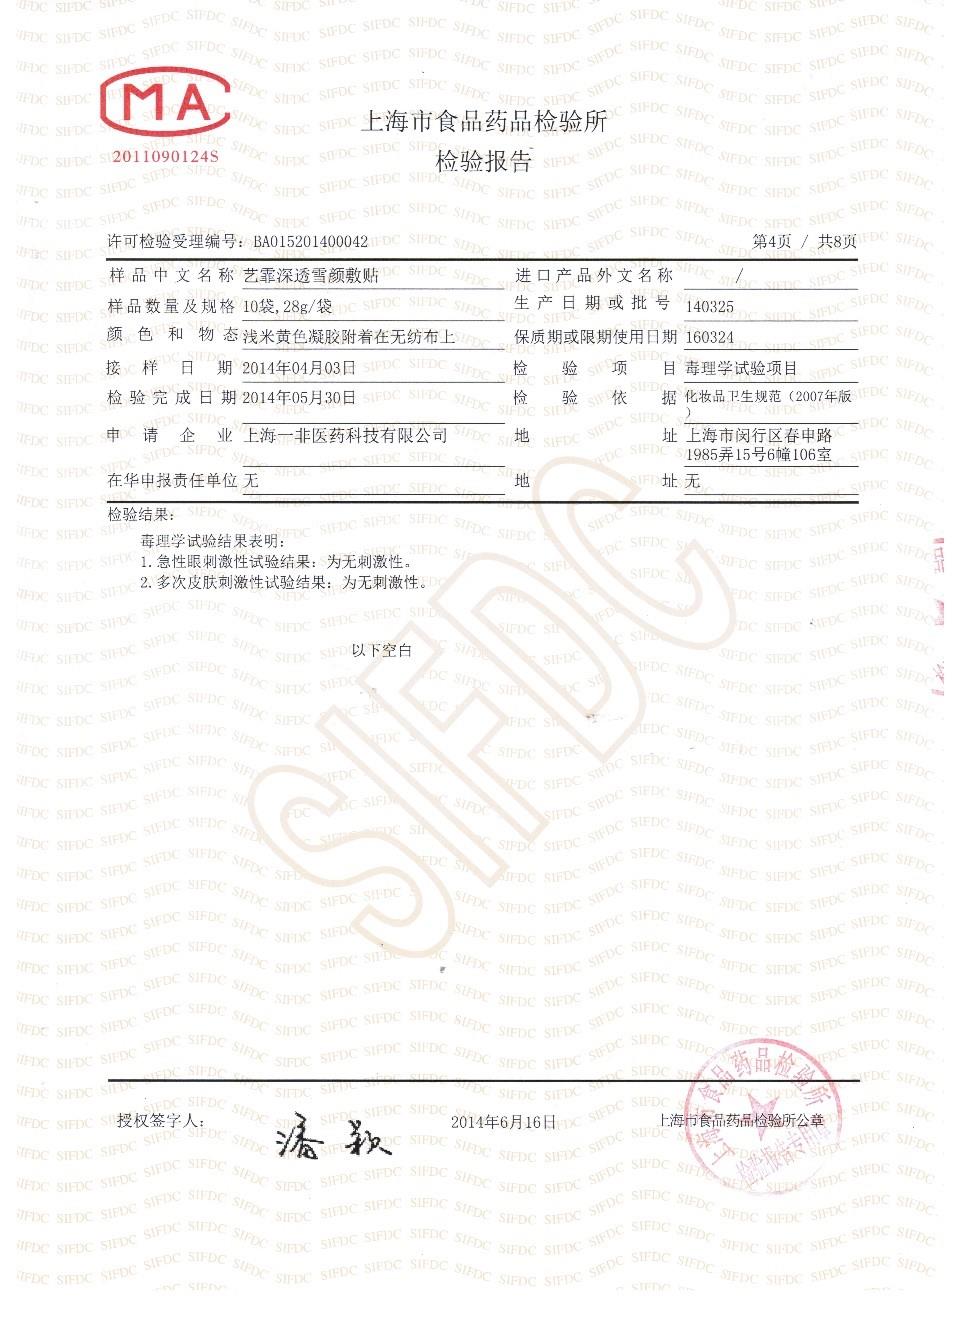 MA
2011090124S
上海市食品药品检验所
检验报告
许可检验受理编号：BA015201400042 第4页 / 共8页
样品中文名称 艺霏深透雪颜敷贴 进口产品外文名称 /
样品数量及规格 10袋,28g/袋 生产日期或批号 140325
颜色和物态 浅米黄色凝胶附着在无纺布上 保质期或限期使用日期 160324
接样日期 2014年04月03日 检验项目 毒理学试验项目
检验完成日期 2014年05月30日 检验依据 化妆品卫生规范（2007年版
）
申请企业 上海一非医药科技有限公司 地址 上海市闵行区春申路
1985弄15号6幢106室
在华申报责任单位 无 地址 无
检验结果：
毒理学试验结果表明：
1.急性眼刺激性试验结果：为无刺激性。
2.多次皮肤刺激性试验结果：为无刺激性。
以下空白
SIFDC
授权签字人： 潘颖 2014年6月16日 上海市食品药品检验所公章
上海市食品药品检验所